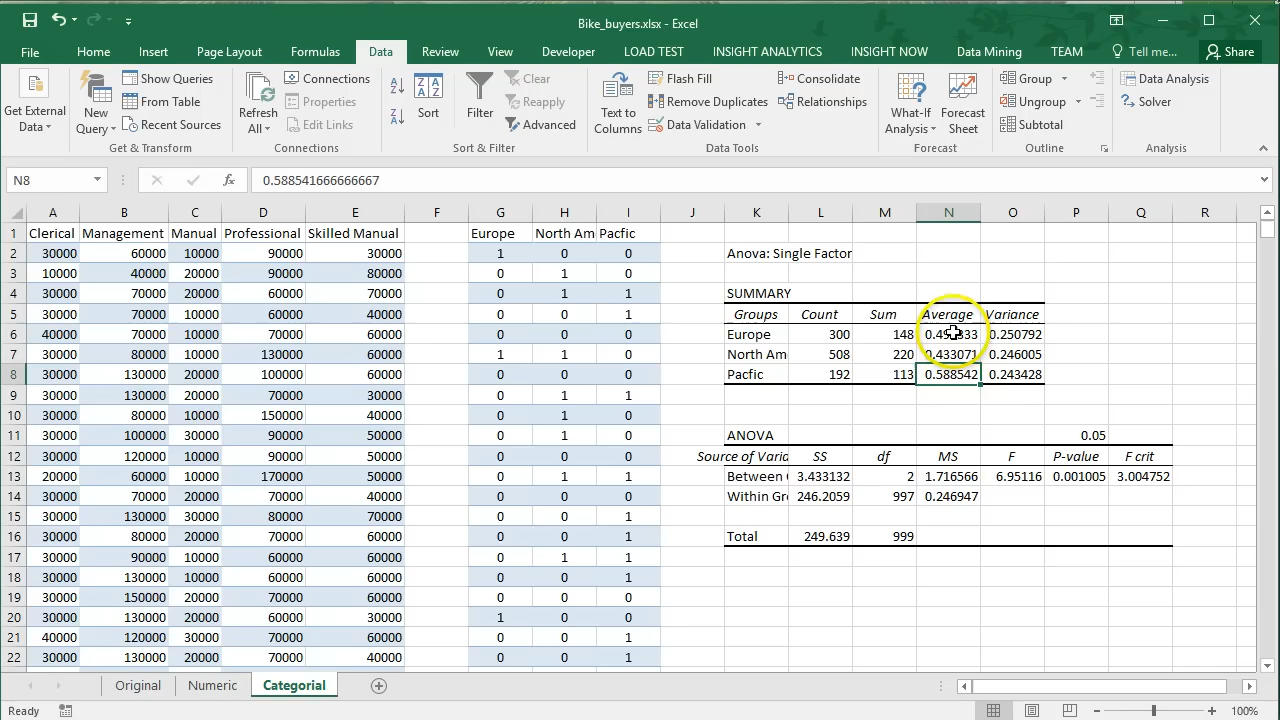 Bike_buyers.xlsx - Excel
File Home Insert Page Layout Formulas Data Review View Developer LOAD TEST INSIGHT ANALYTICS INSIGHT NOW Data Mining TEAM Tell me... Share
Get External Data
New Query
Show Queries
From Table
Recent Sources
Get & Transform
Refresh All
Connections
Properties
Edit Links
Connections
Sort
Filter
Clear
Reapply
Advanced
Sort & Filter
Text to Columns
Flash Fill
Remove Duplicates
Data Validation
Consolidate
Relationships
Data Tools
What-If Analysis
Forecast Sheet
Forecast
Group
Ungroup
Subtotal
Outline
Data Analysis
Solver
Analysis
N8 fx 0.588541666666667
A B C D E F G H I J K L M N O P Q R
1 Clerical Management Manual Professional Skilled Manual Europe North Am Pacfic
2 30000 60000 10000 90000 30000 1 0 0 Anova: Single Factor
3 10000 40000 20000 90000 80000 0 1 0
4 30000 70000 20000 60000 70000 0 1 1 SUMMARY
5 30000 70000 10000 60000 40000 0 0 1 Groups Count Sum Average Variance
6 40000 70000 10000 70000 60000 0 0 0 Europe 300 148 0.250792
7 30000 80000 10000 130000 60000 1 1 0 North Am 508 220 0.433071 0.246005
8 30000 130000 20000 100000 60000 0 0 1 Pacfic 192 113 0.588542 0.243428
9 30000 130000 20000 70000 30000 0 1 1
10 30000 80000 10000 150000 40000 0 1 0
11 30000 100000 30000 90000 50000 0 1 0 ANOVA 0.05
12 30000 120000 10000 90000 50000 0 0 0 Source of Varia SS df MS F P-value F crit
13 20000 60000 10000 170000 50000 0 1 1 Between 3.433132 2 1.716566 6.95116 0.001005 3.004752
14 30000 70000 20000 70000 40000 0 0 1 Within Gr 246.2059 997 0.246947
15 30000 130000 30000 80000 70000 0 0 1
16 30000 80000 20000 70000 60000 0 0 1 Total 249.639 999
17 30000 90000 10000 60000 60000 0 1 1
18 30000 130000 10000 60000 60000 0 0 1
19 30000 150000 20000 70000 60000 0 0 0
20 30000 130000 20000 60000 30000 1 0 0
21 40000 120000 30000 70000 60000 0 0 1
22 30000 130000 20000 70000 40000 0 0 1
Original Numeric Categorial
Ready 100%